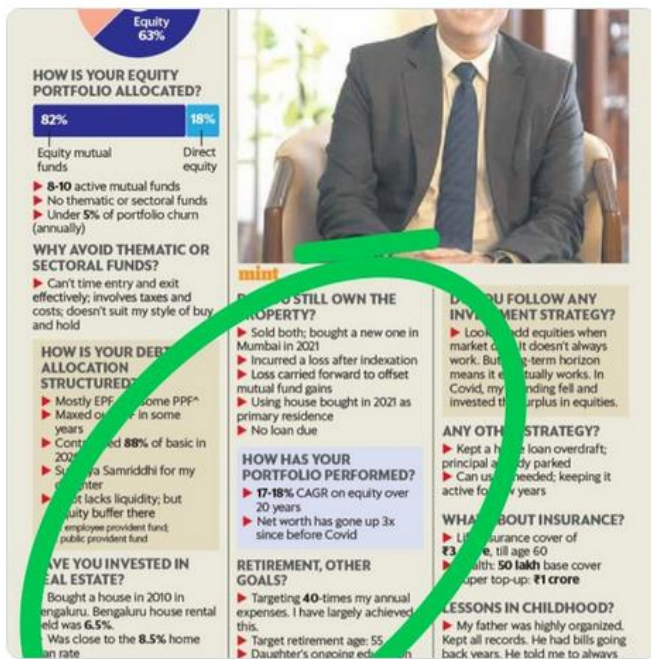 Equity
63%
HOW IS YOUR EQUITY
PORTFOLIO ALLOCATED?
82%
18%
Equity mutual
funds
Direct
equity
▶ 8-10 active mutual funds
▶ No thematic or sectoral funds
▶ Under 5% of portfolio churn
(annually)
WHY AVOID THEMATIC OR
SECTORAL FUNDS?
▶ Can't time entry and exit
effectively; involves taxes and
costs; doesn't suit my style of buy
and hold
HOW IS YOUR DEBT
ALLOCATION
STRUCTURED?
▶ Mostly EPF some PPF^
▶ Maxed in some
years
88% of basic in
▶ Samriddhi for my
lacks liquidity; but
buffer there
employee provident fund;
public provident fund
YOU INVESTED IN
ESTATE?
Bought a house in 2010 in
Bengaluru house rental
was 6.5%.
Was close to the 8.5% home
mint
STILL OWN THE
▶ Sold both; bought a new one in
Mumbai in 2021
▶ Incurred a loss after indexation
▶ Loss carried forward to offset
mutual fund gains
▶ Using house bought in 2021 as
primary residence
▶ No loan due
HOW HAS YOUR
PORTFOLIO PERFORMED?
▶ 17-18% CAGR on equity over
20 years
▶ Net worth has gone up 3x
since before Covid
RETIREMENT, OTHER
GOALS?
▶ Targeting 40-times my annual
expenses. I have largely achieved
this.
▶ Target retirement age: 55
▶ Daughter's ongoing
YOU FOLLOW ANY
STRATEGY?
▶ add equities when
market It doesn't always
work. But term horizon
means it works. In
Covid, my fell and
invested surplus in equities.
ANY STRATEGY?
▶ Kept a loan overdraft;
principal parked
▶ Can needed; keeping it
active for years
ABOUT INSURANCE?
▶ cover of
till age 60
50 lakh base cover
top-up: ₹1 crore
LESSONS IN CHILDHOOD?
▶ My father was highly organized.
Kept all records. He had bills going
back years. He told me to always